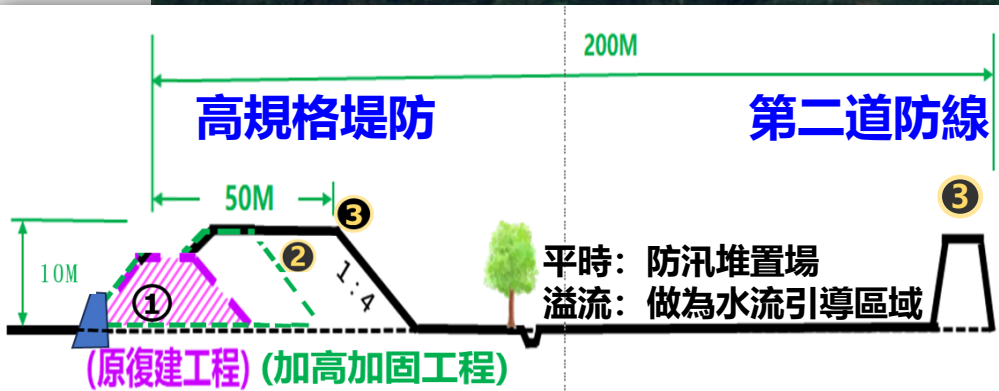 200M
高規格堤防
第二道防線
50M
❸
❸
❷
10M
1:4
①
平時：防汛堆置場
溢流：做為水流引導區域
(原復建工程) (加高加固工程)